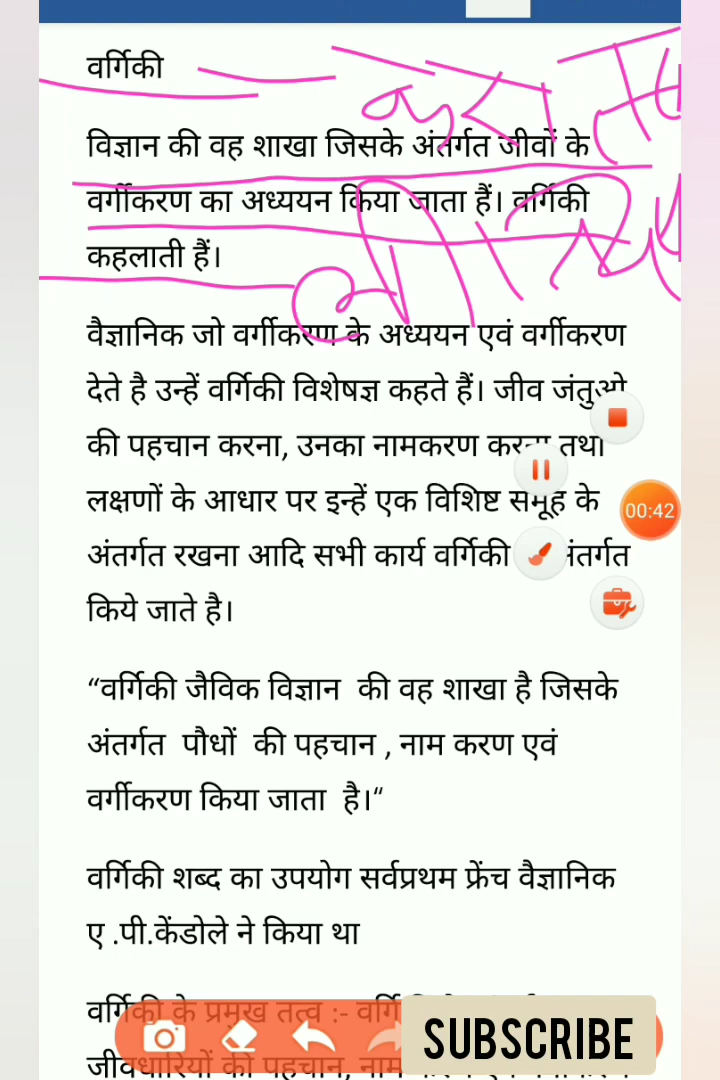 वर्गिकी
विज्ञान की वह शाखा जिसके अंतर्गत जीवों के
वर्गीकरण का अध्ययन किया जाता हैं। वर्गिकी
कहलाती हैं।
वैज्ञानिक जो वर्गीकरण के अध्ययन एवं वर्गीकरण
देते है उन्हें वर्गिकी विशेषज्ञ कहते हैं। जीव जंतुओ
की पहचान करना, उनका नामकरण करना तथा
लक्षणों के आधार पर इन्हें एक विशिष्ट समूह के
00:42
अंतर्गत रखना आदि सभी कार्य वर्गिकी अंतर्गत
किये जाते है।
“वर्गिकी जैविक विज्ञान की वह शाखा है जिसके
अंतर्गत पौधों की पहचान , नाम करण एवं
वर्गीकरण किया जाता है।“
वर्गिकी शब्द का उपयोग सर्वप्रथम फ्रेंच वैज्ञानिक
ए .पी.केंडोले ने किया था
वर्गिकी के प्रमुख तत्व :-
SUBSCRIBE
जीवधारियों की पहचान, नाम